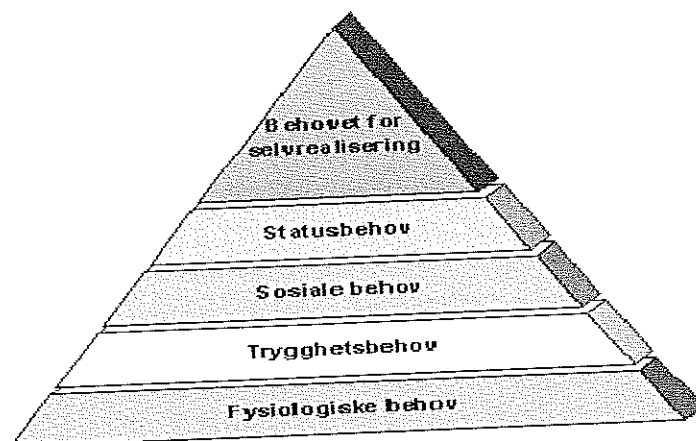 Behovet for
selvrealisering
Statusbehov
Sosiale behov
Trygghetsbehov
Fysiologiske behov